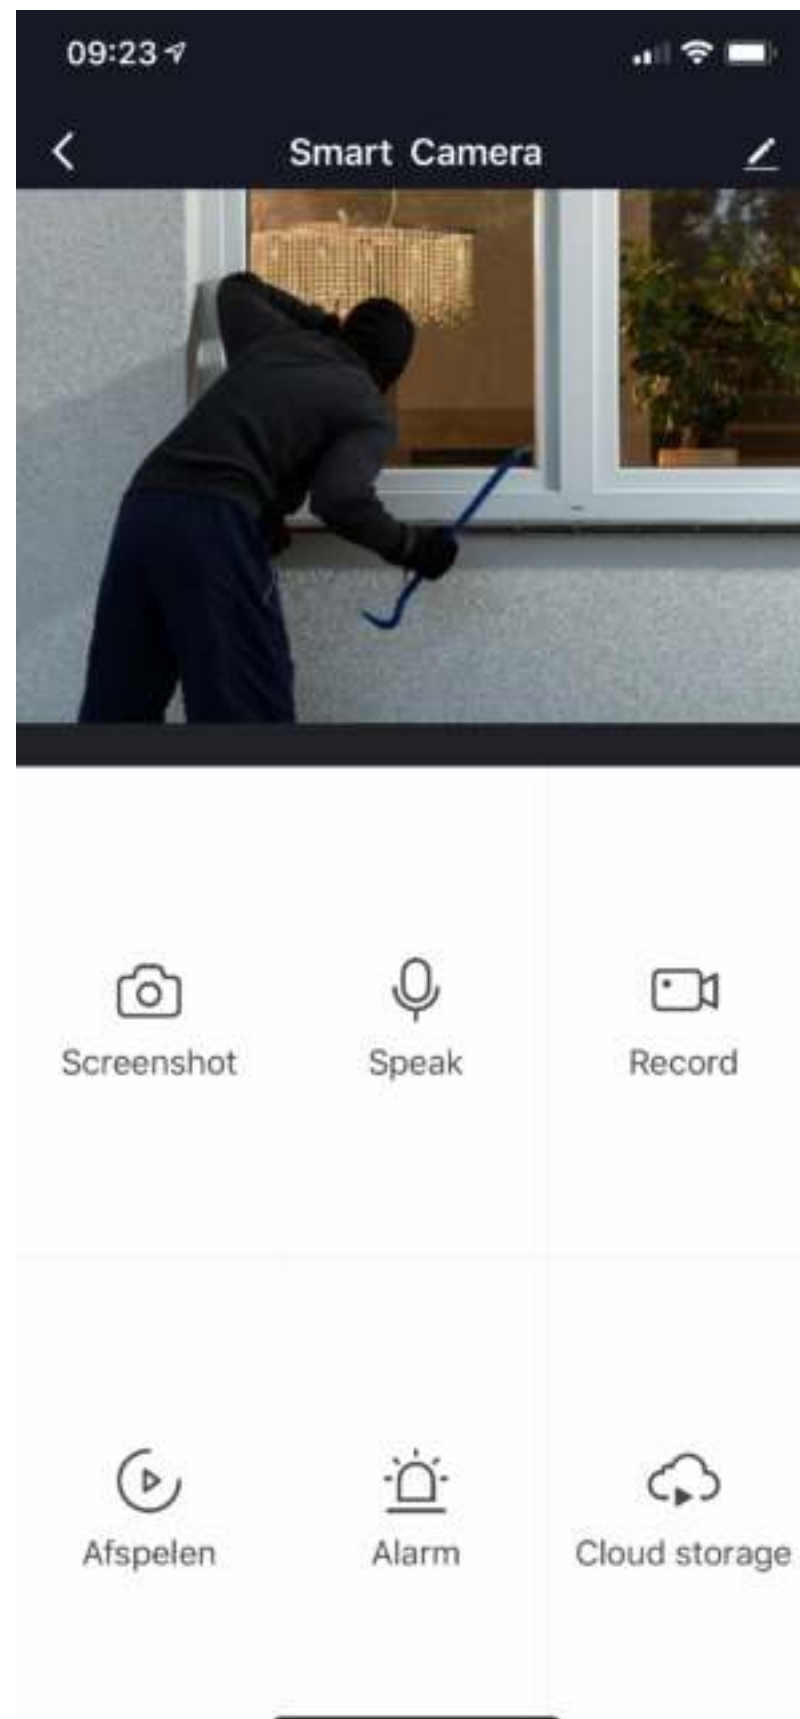 09:23
Smart Camera
Screenshot
Speak
Record
Afspelen
Alarm
Cloud storage